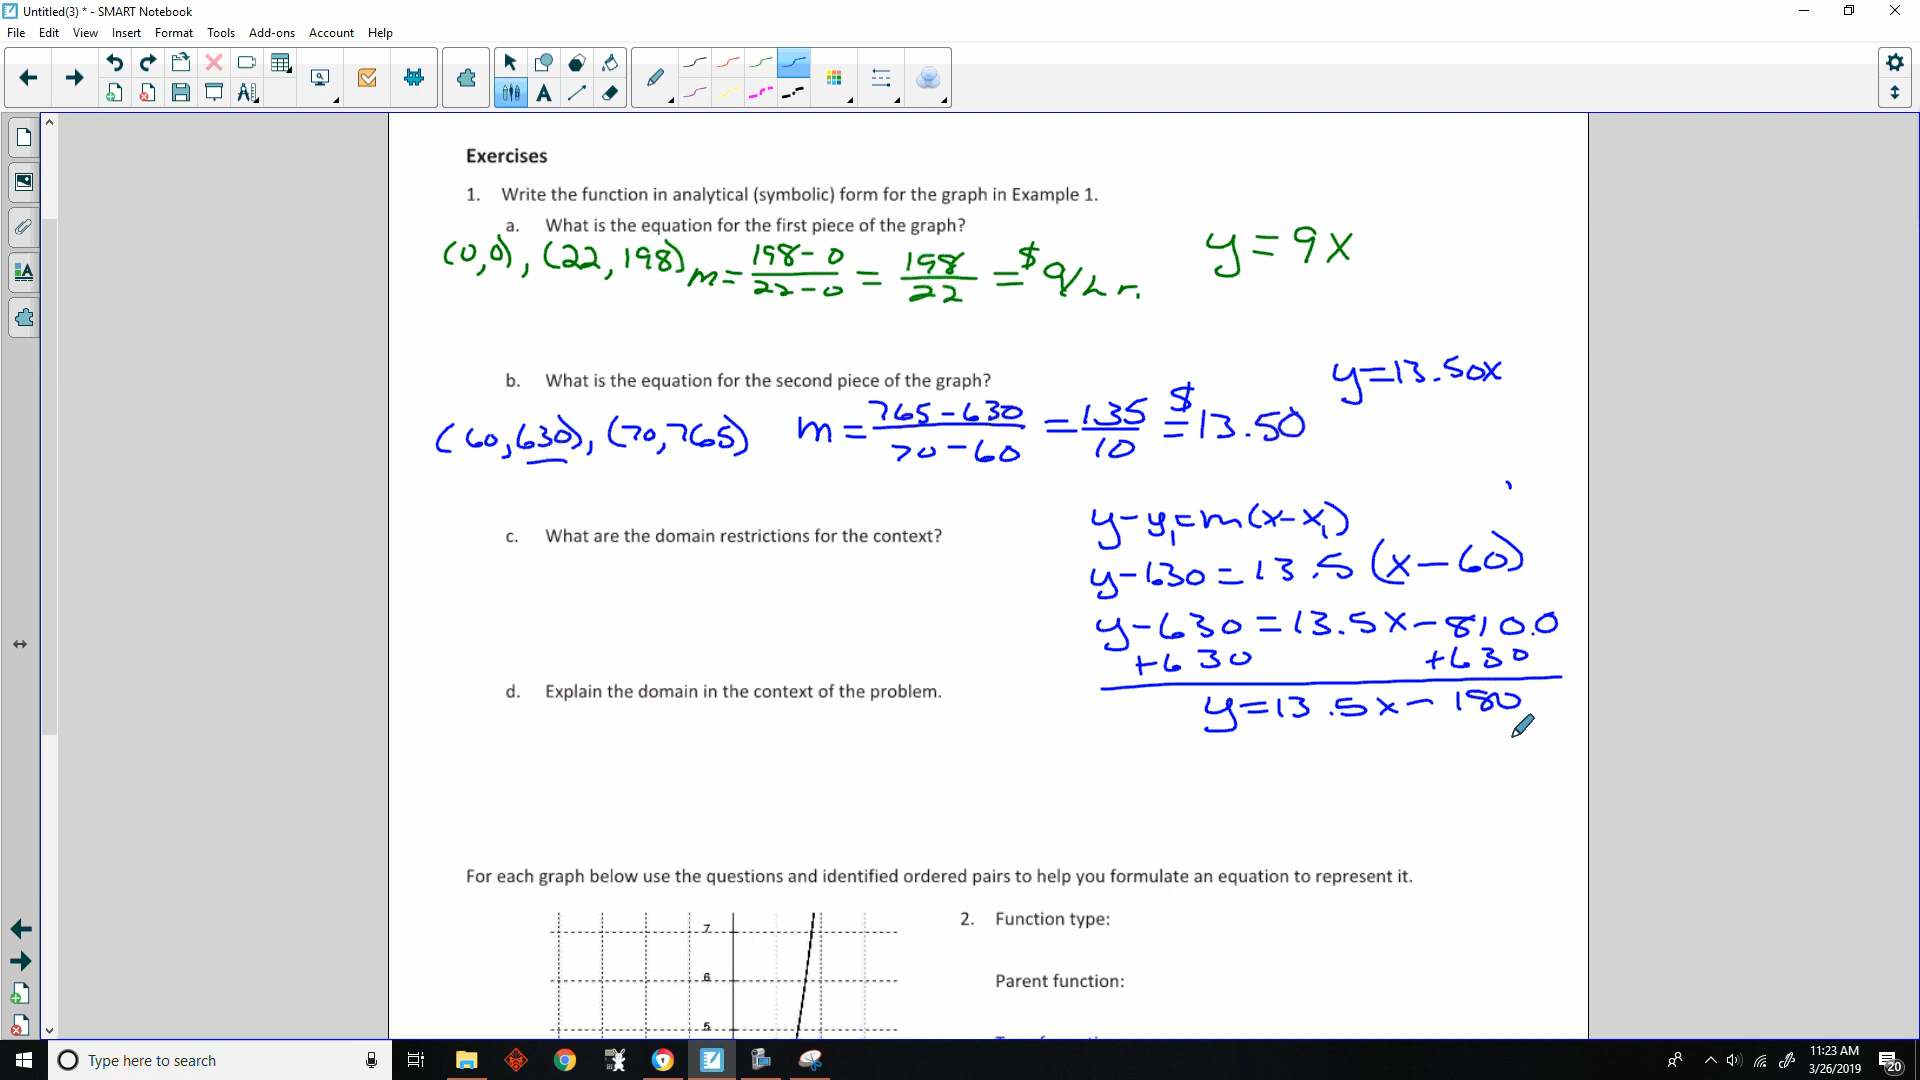 Untitled(3) * - SMART Notebook
File Edit View Insert Format Tools Add-ons Account Help
Exercises
1. Write the function in analytical (symbolic) form for the graph in Example 1.
a. What is the equation for the first piece of the graph?
(0,0), (22,198) m = 198-0 / 22-0 = 198 / 22 = $9/hr.
y = 9x
b. What is the equation for the second piece of the graph?
y=13.50x
(60,630), (70,765) m = 765-630 / 70-60 = 135 / 10 = $13.50
c. What are the domain restrictions for the context?
y-y₁=m(x-x₁)
y-630=13.5(x-60)
y-630=13.5x-810.0
+630 +630
d. Explain the domain in the context of the problem.
y=13.5x-180
For each graph below use the questions and identified ordered pairs to help you formulate an equation to represent it.
7
6
5
2. Function type:
Parent function:
Type here to search
11:23 AM
3/26/2019
20